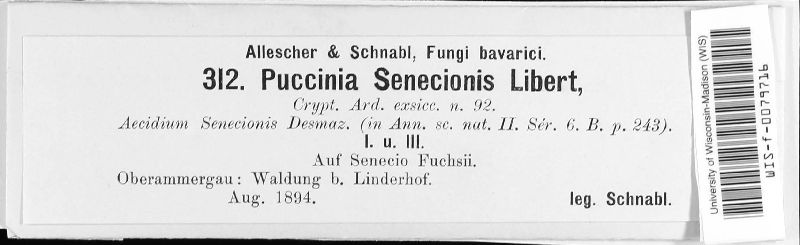 Allescher & Schnabl, Fungi bavarici.
312. Puccinia Senecionis Libert,
Crypt. Ard. exsicc. n. 92.
Aecidium Senecionis Desmaz. (in Ann. sc. nat. II. Sér. 6. B. p. 243).
I. u. III.
Auf Senecio Fuchsii.
Oberammergau: Waldung b. Linderhof.
Aug. 1894.
leg. Schnabl.
University of Wisconsin-Madison (WIS)
WIS-f-0079716